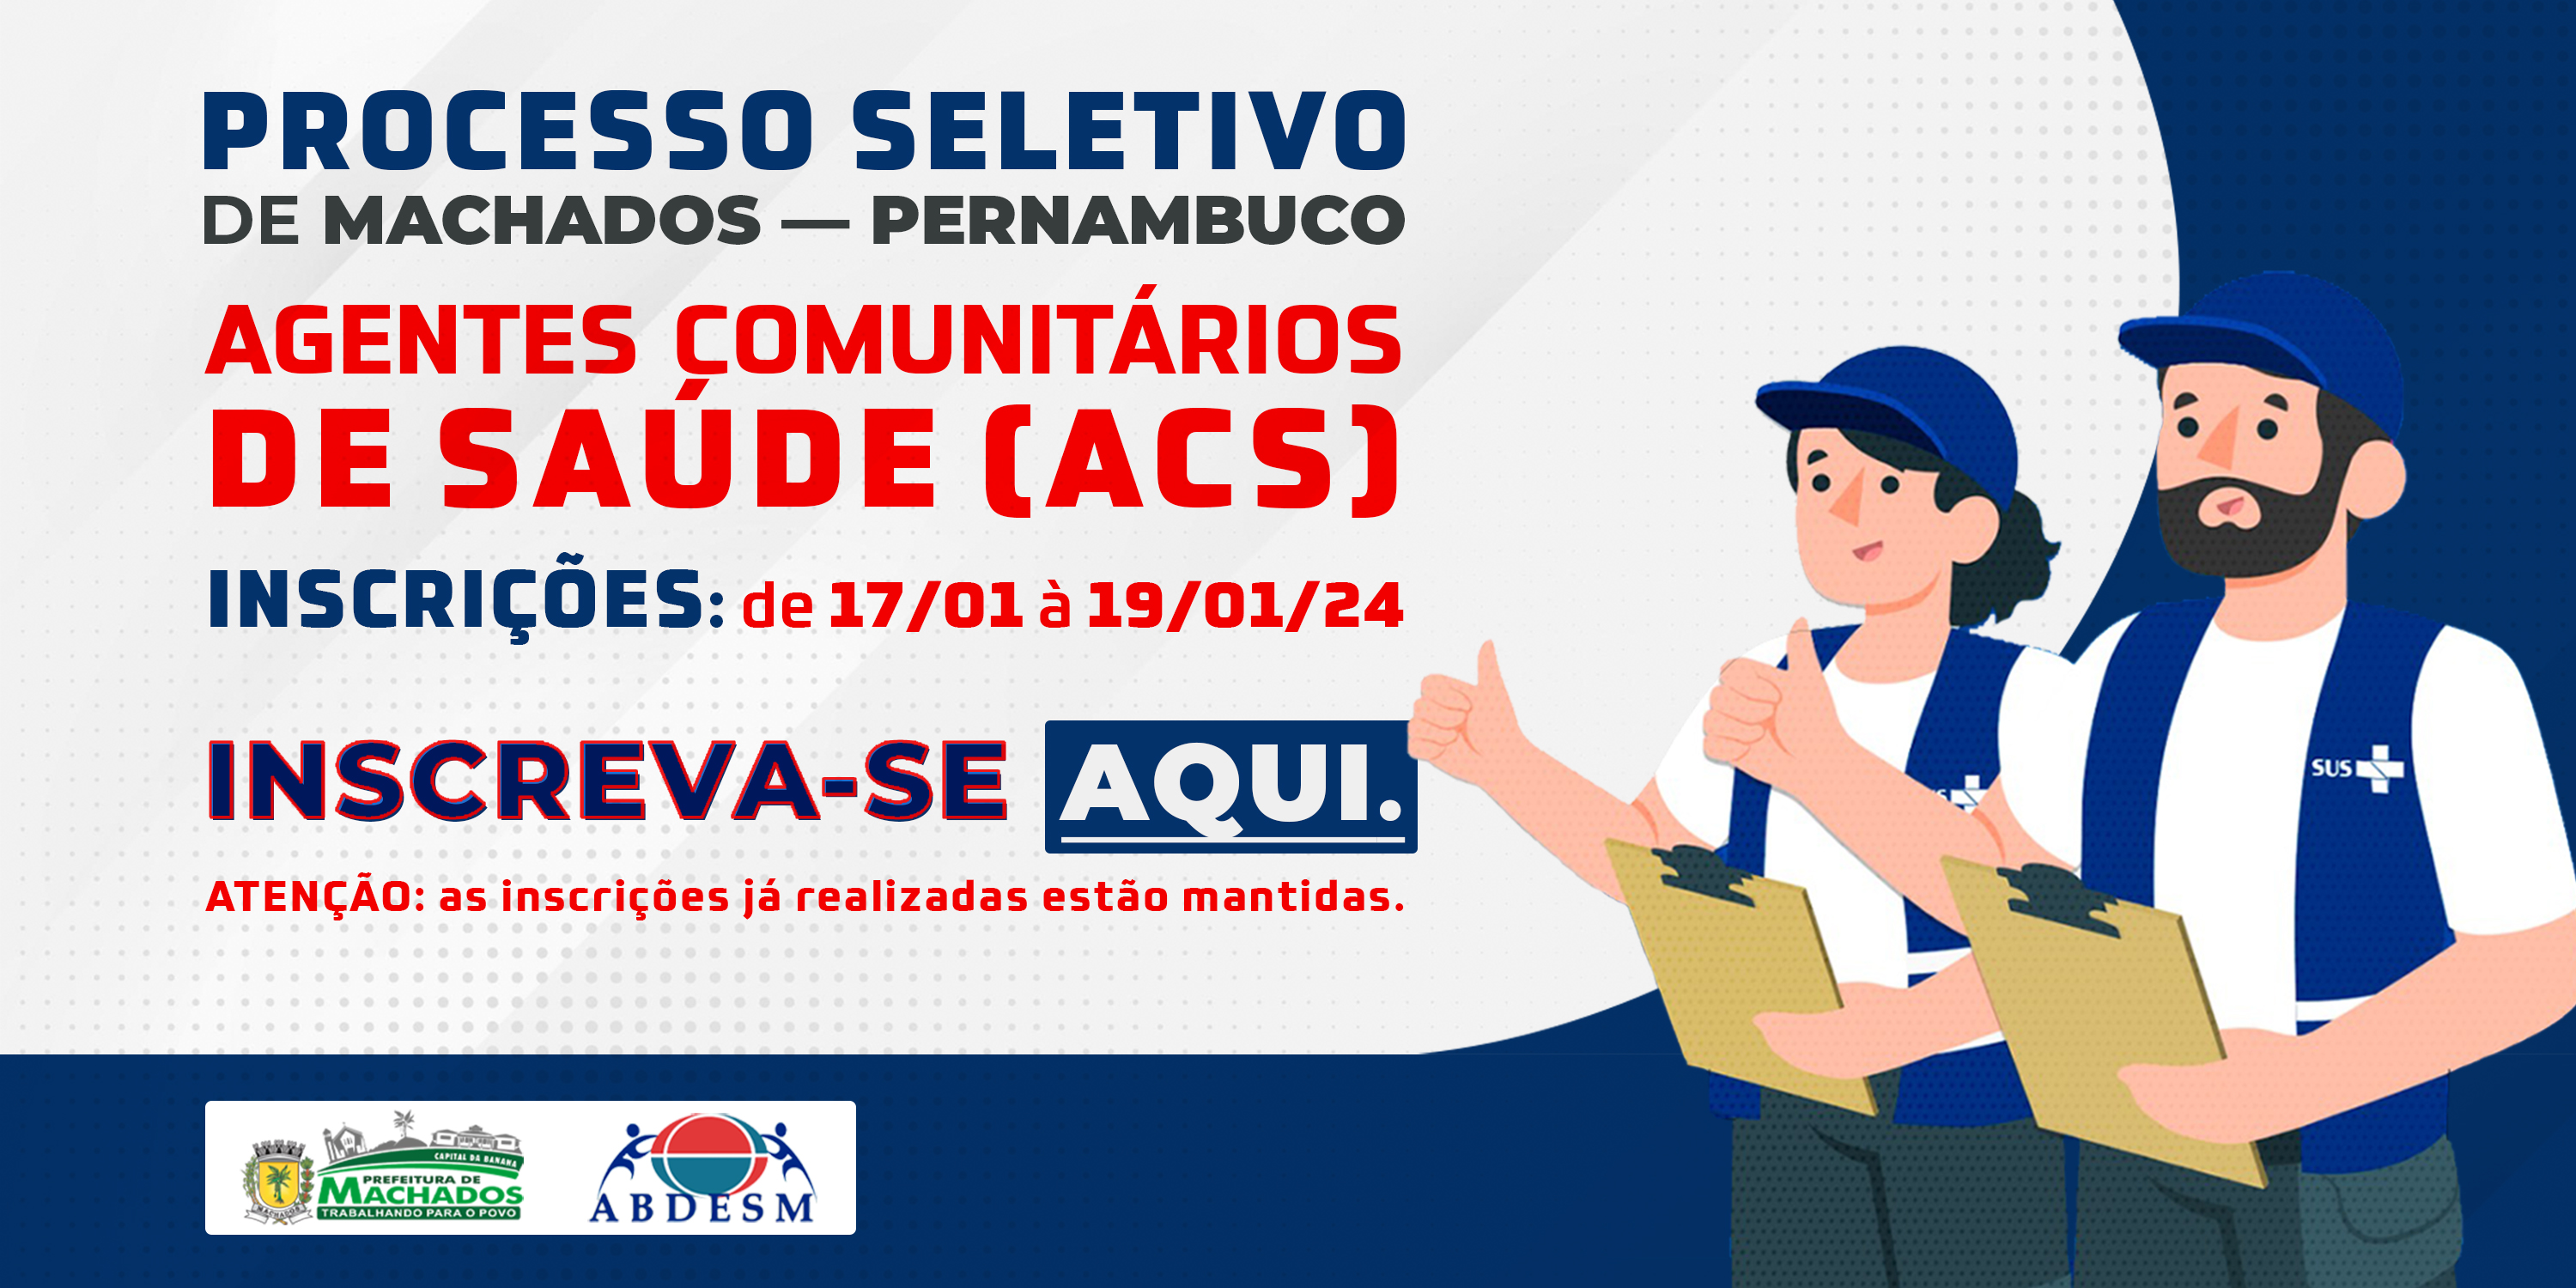 PROCESSO SELETIVO
DE MACHADOS — PERNAMBUCO
AGENTES COMUNITÁRIOS
DE SAÚDE (ACS)
INSCRIÇÕES: de 17/01 à 19/01/24
INSCREVA-SE AQUI.
ATENÇÃO: as inscrições já realizadas estão mantidas.
SUS
CAPITAL DA BANANA
PREFEITURA DE
MACHADOS
TRABALHANDO PARA O POVO
MACHADOS
ABDESM